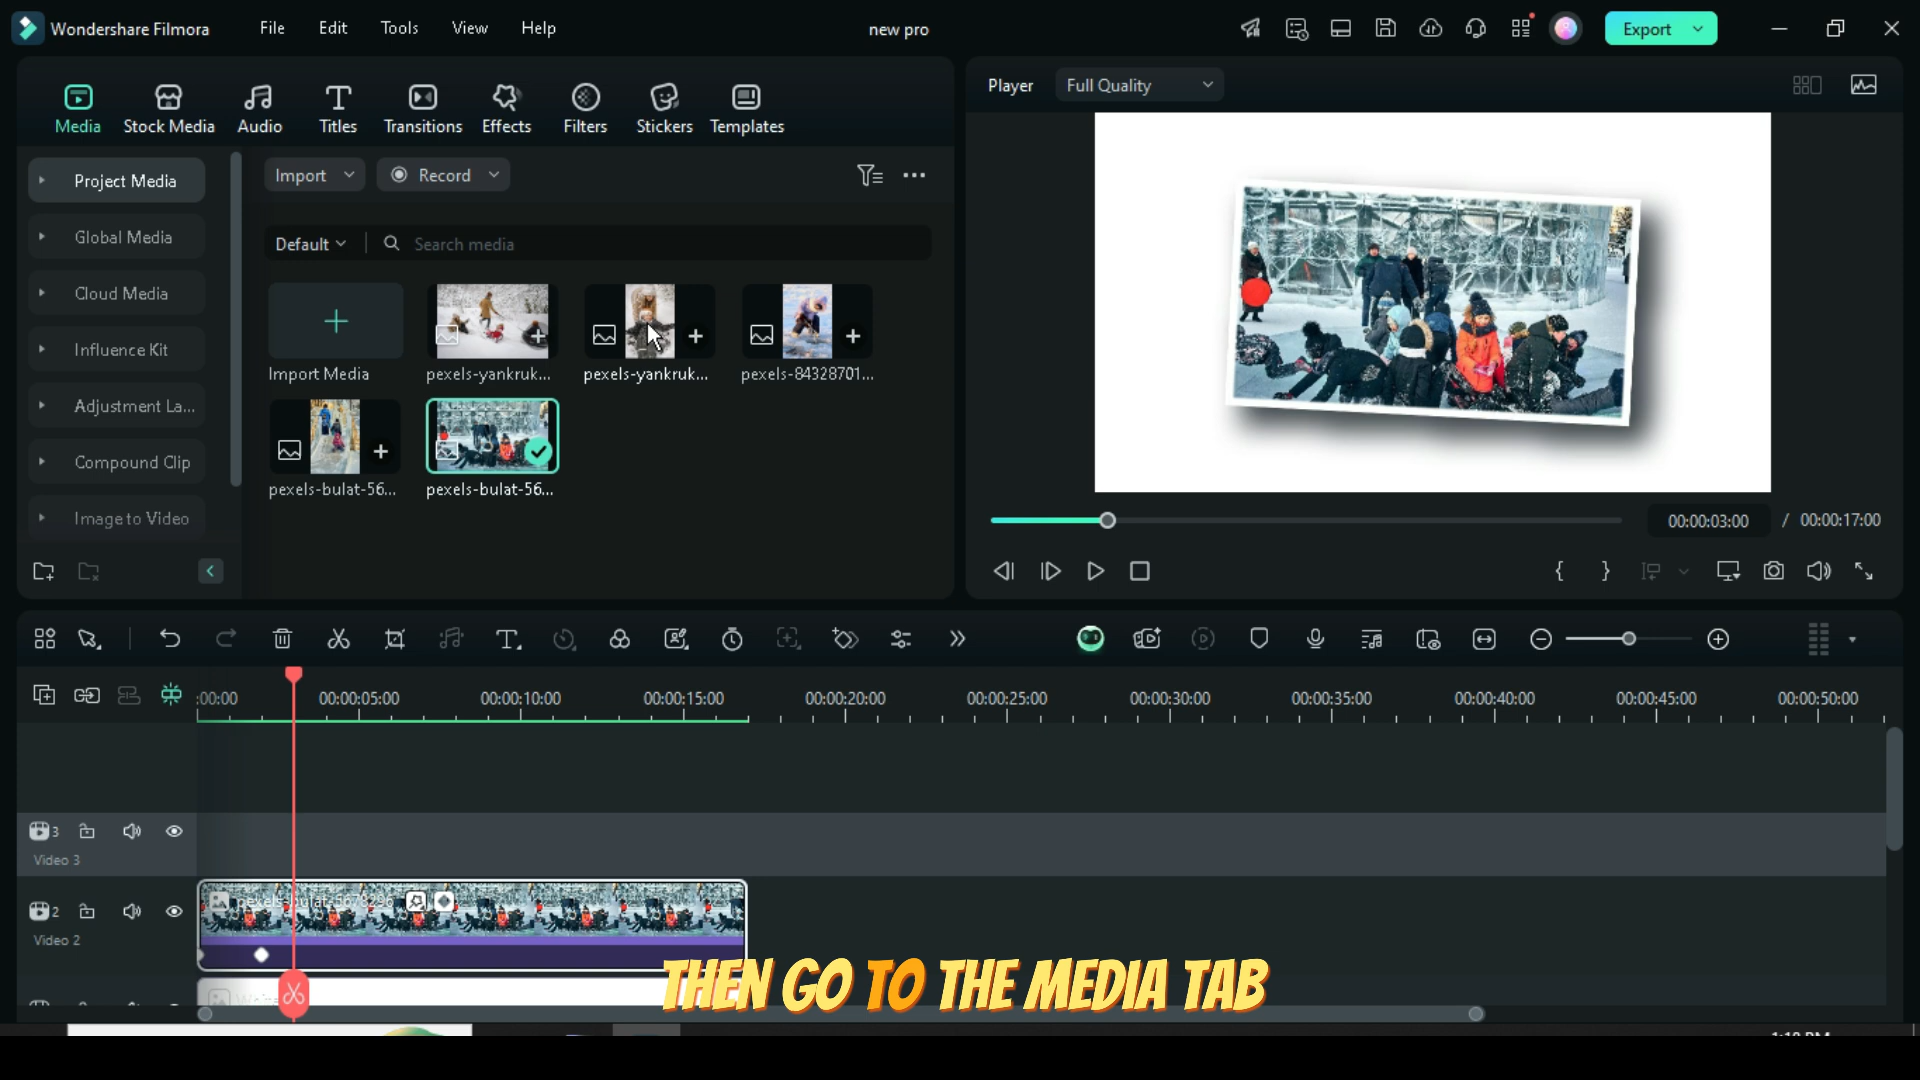 Wondershare Filmora
File
Edit
Tools
View
Help
new pro
Export
Media
Stock Media
Audio
Titles
Transitions
Effects
Filters
Stickers
Templates
Player
Full Quality
Project Media
Global Media
Cloud Media
Influence Kit
Adjustment La...
Compound Clip
Image to Video
Import
Record
Default
Search media
Import Media
pexels-yankruk...
pexels-yankruk...
pexels-84328701...
pexels-bulat-56...
pexels-bulat-56...
00:00:03:00 / 00:00:17:00
:00:00
00:00:05:00
00:00:10:00
00:00:15:00
00:00:20:00
00:00:25:00
00:00:30:00
00:00:35:00
00:00:40:00
00:00:45:00
00:00:50:00
3
Video 3
2
Video 2
pexels-bulat-5678296
THEN GO TO THE MEDIA TAB